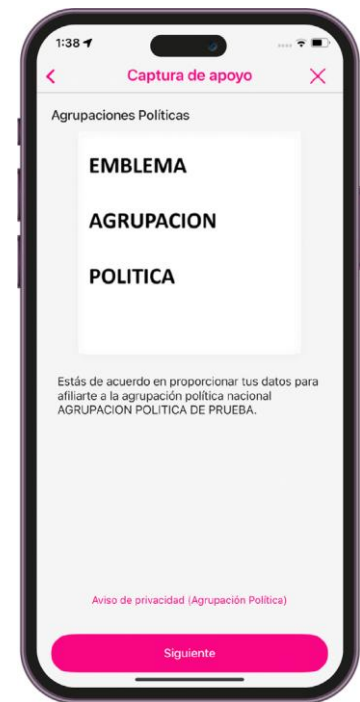 1:38
Captura de apoyo
Agrupaciones Políticas
EMBLEMA
AGRUPACION
POLITICA
Estás de acuerdo en proporcionar tus datos para
afiliarte a la agrupación política nacional
AGRUPACION POLITICA DE PRUEBA.
Aviso de privacidad (Agrupación Política)
Siguiente